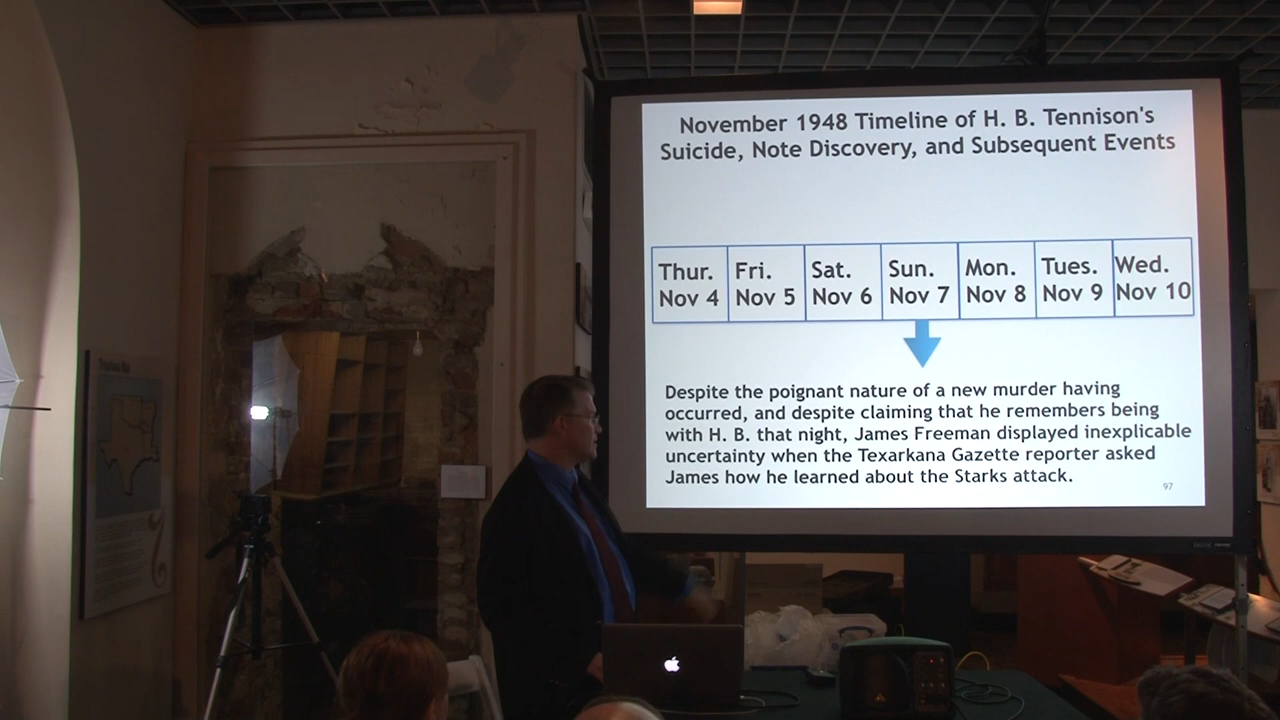 November 1948 Timeline of H. B. Tennison's
Suicide, Note Discovery, and Subsequent Events
Thur. Fri. Sat. Sun. Mon. Tues. Wed.
Nov 4 Nov 5 Nov 6 Nov 7 Nov 8 Nov 9 Nov 10
Despite the poignant nature of a new murder having
occurred, and despite claiming that he remembers being
with H. B. that night, James Freeman displayed inexplicable
uncertainty when the Texarkana Gazette reporter asked
James how he learned about the Starks attack.
97